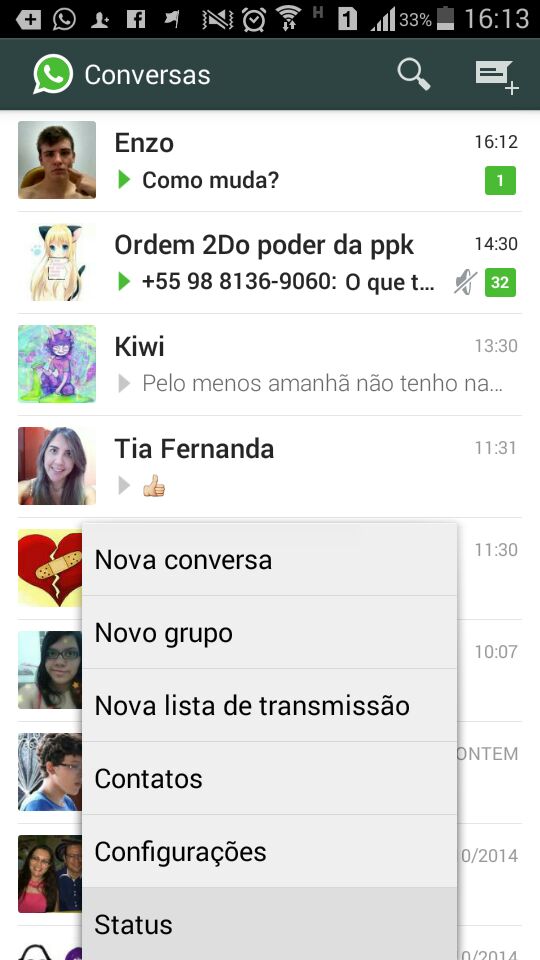 H 1 33% 16:13
Conversas
Enzo 16:12
Como muda? 1
Ordem 2Do poder da ppk 14:30
+55 98 8136-9060: O que t... 32
Kiwi 13:30
Pelo menos amanhã não tenho na...
Tia Fernanda 11:31
11:30
Nova conversa
Novo grupo
10:07
Nova lista de transmissão
ONTEM
Contatos
Configurações 0/2014
Status
0/2014